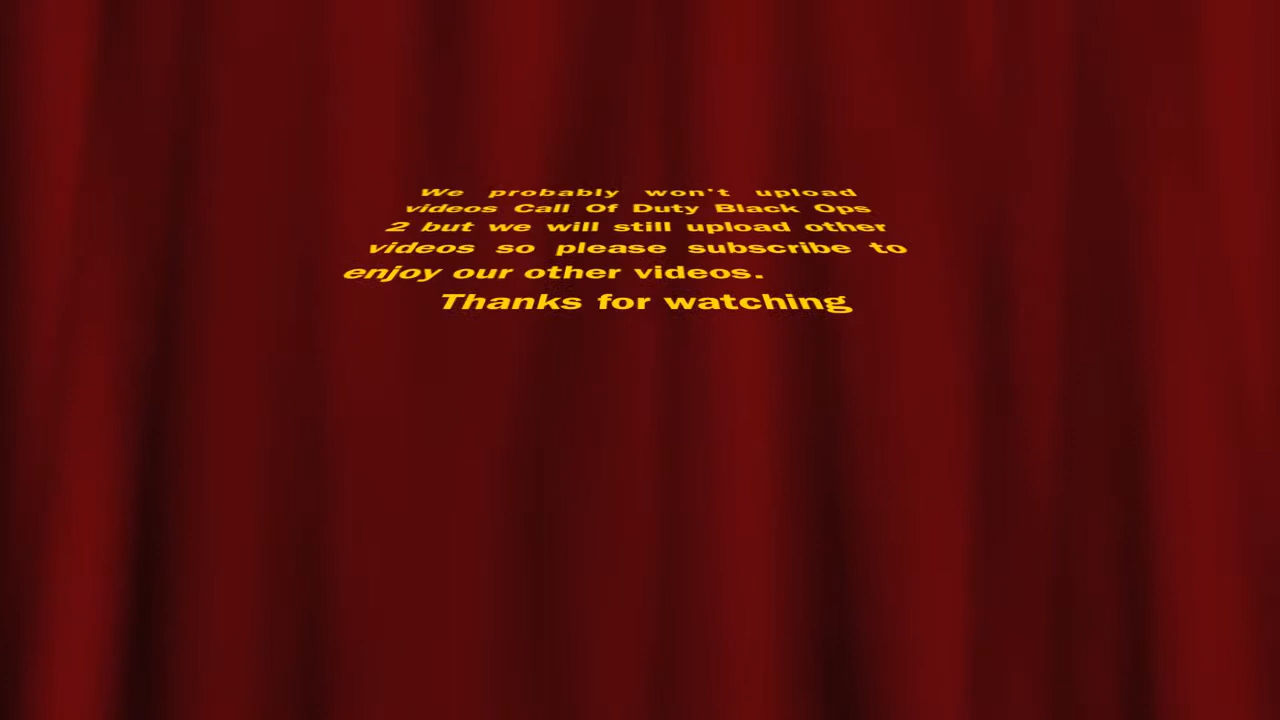 We probably won't upload
videos Call Of Duty Black Ops
2 but we will still upload other
videos so please subscribe to
enjoy our other videos.
Thanks for watching